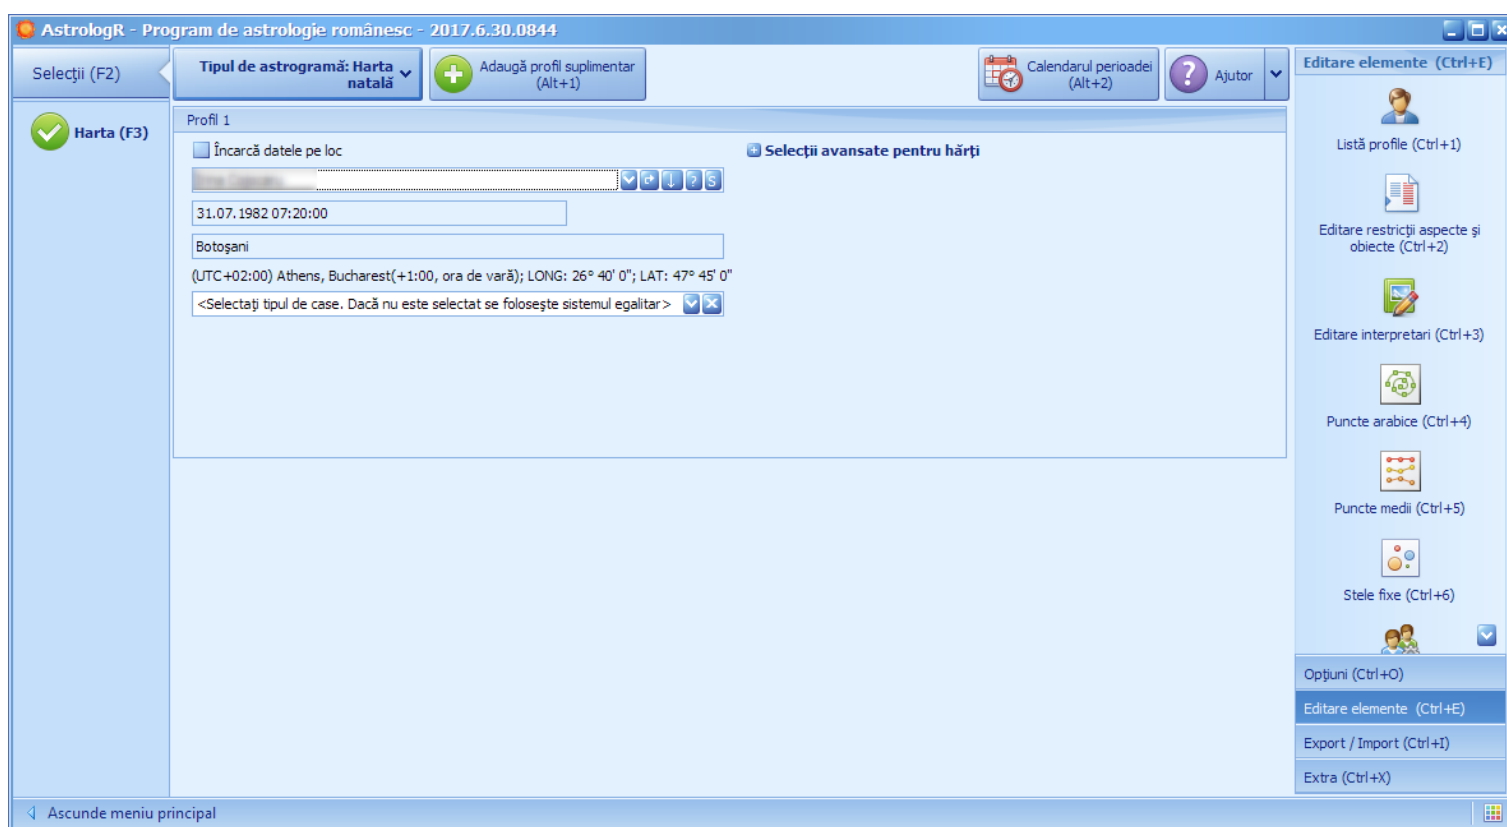 AstrologR - Program de astrologie românesc - 2017.6.30.0844
Selecții (F2)
Harta (F3)
Tipul de astrogramă: Harta
natală
Adaugă profil suplimentar
(Alt+1)
Calendarul perioadei
(Alt+2)
Ajutor
Profil 1
Încarcă datele pe loc
Selecții avansate pentru hărți
31.07.1982 07:20:00
Botoşani
(UTC+02:00) Athens, Bucharest(+1:00, ora de vară); LONG: 26° 40' 0"; LAT: 47° 45' 0"
<Selectați tipul de case. Dacă nu este selectat se foloseşte sistemul egalitar>
Editare elemente (Ctrl+E)
Listă profile (Ctrl+1)
Editare restricții aspecte şi
obiecte (Ctrl+2)
Editare interpretari (Ctrl+3)
Puncte arabice (Ctrl+4)
Puncte medii (Ctrl+5)
Stele fixe (Ctrl+6)
Opțiuni (Ctrl+O)
Editare elemente (Ctrl+E)
Export / Import (Ctrl+I)
Extra (Ctrl+X)
Ascunde meniu principal